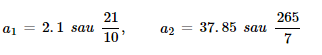 a₁ = 2.1 sau 21/10, a₂ = 37.85 sau 265/7